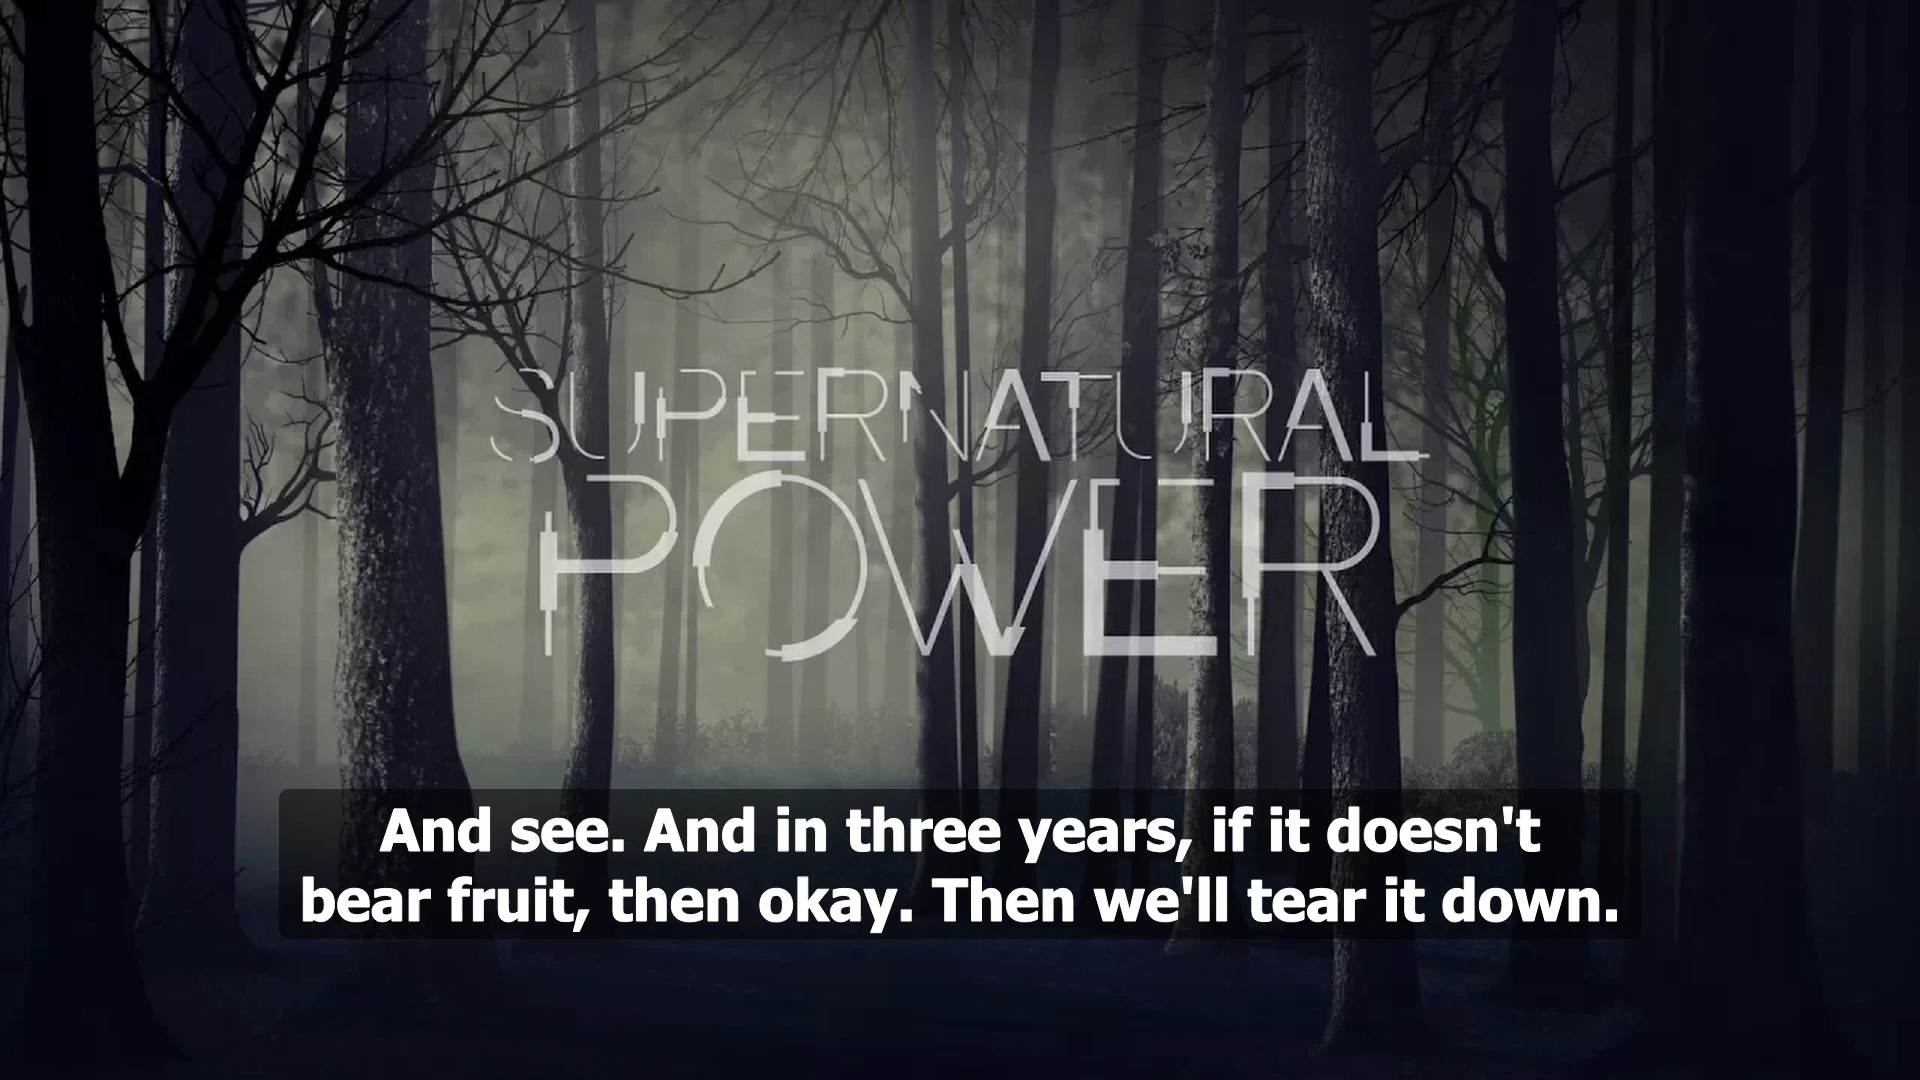 SUPERNATURAL
POWER
And see. And in three years, if it doesn't
bear fruit, then okay. Then we'll tear it down.